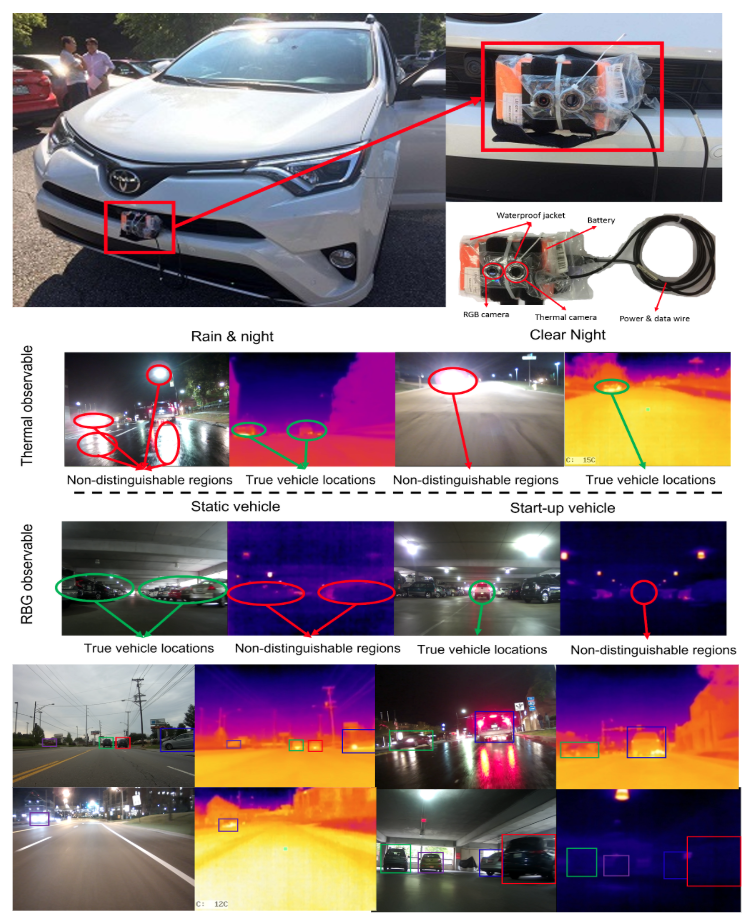 Waterproof jacket
Battery
RGB camera
Thermal camera
Power & data wire
Rain & night
Clear Night
Thermal observable
C: 15C
Non-distinguishable regions
True vehicle locations
Non-distinguishable regions
True vehicle locations
Static vehicle
Start-up vehicle
RBG observable
True vehicle locations
Non-distinguishable regions
True vehicle locations
Non-distinguishable regions
C: 12C